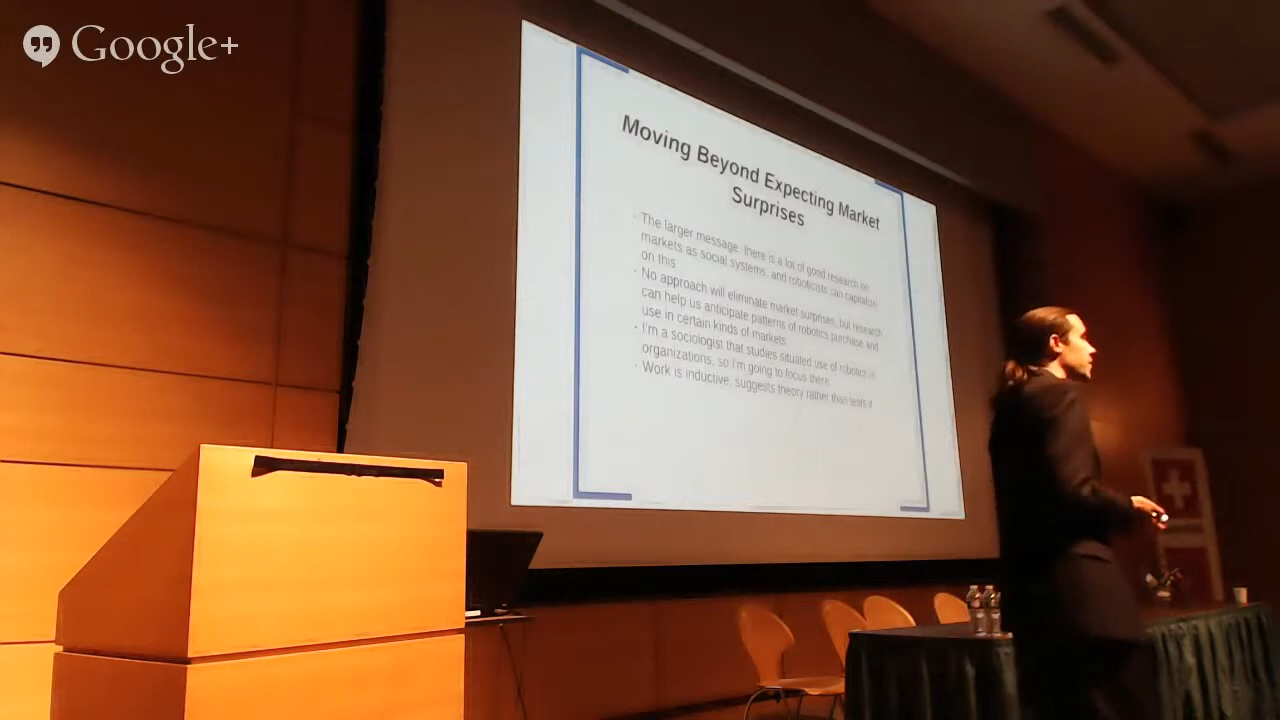 Google+
Moving Beyond Expecting Market
Surprises
The larger message: there is a lot of good research on
markets as social systems, and roboticists can capitalize
on this
No approach will eliminate market surprises, but research
can help us anticipate patterns of robotics purchase and
use in certain kinds of markets.
I'm a sociologist that studies situated use of robotics in
organizations, so I'm going to focus there
Work is inductive, suggests theory rather than tests it